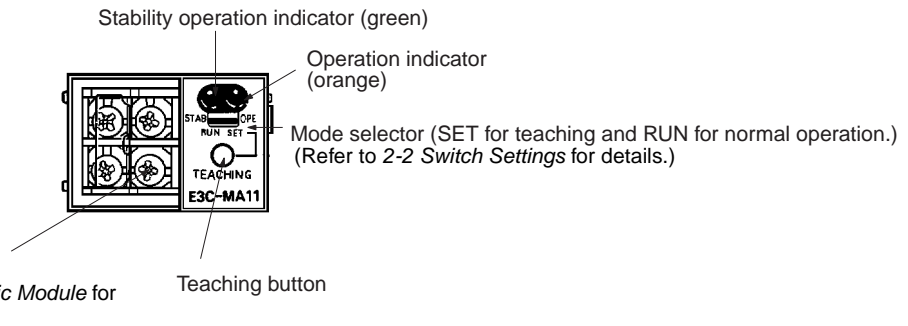 Stability operation indicator (green)
Operation indicator
(orange)
STAB OPE
RUN SET
Mode selector (SET for teaching and RUN for normal operation.)
(Refer to 2-2 Switch Settings for details.)
TEACHING
E3C-MA11
Teaching button
ic Module for